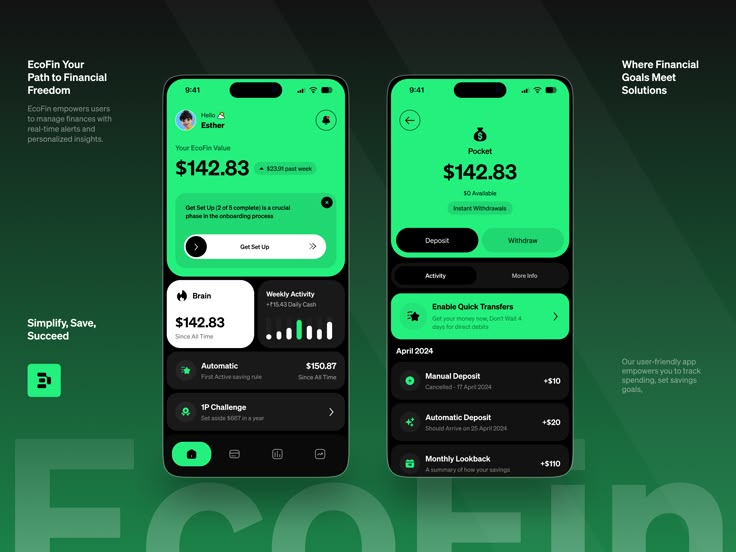 EcoFin Your
Path to Financial
Freedom
EcoFin empowers users
to manage finances with
real-time alerts and
personalized insights.
Simplify, Save,
Succeed
9:41
Hello
Esther
Your EcoFin Value
$142.83
$23,91 past week
Get Set Up (2 of 5 complete) is a crucial
phase in the onboarding process
Get Set Up
Brain
$142.83
Since All Time
Weekly Activity
+₹15.43 Daily Cash
Automatic
First Active saving rule
$150.87
Since All Time
1P Challenge
Set aside $667 in a year
9:41
Pocket
$142.83
$0 Available
Instant Withdrawals
Deposit
Withdraw
Activity
More Info
Enable Quick Transfers
Get your money now, Don't Wait 4
days for direct debits
April 2024
Manual Deposit
Cancelled - 17 April 2024
+$10
Automatic Deposit
Should Arrive on 25 April 2024
+$20
Monthly Lookback
A summary of how your savings
+$110
Where Financial
Goals Meet
Solutions
Our user-friendly app
empowers you to track
spending, set savings
goals,
EcoFin